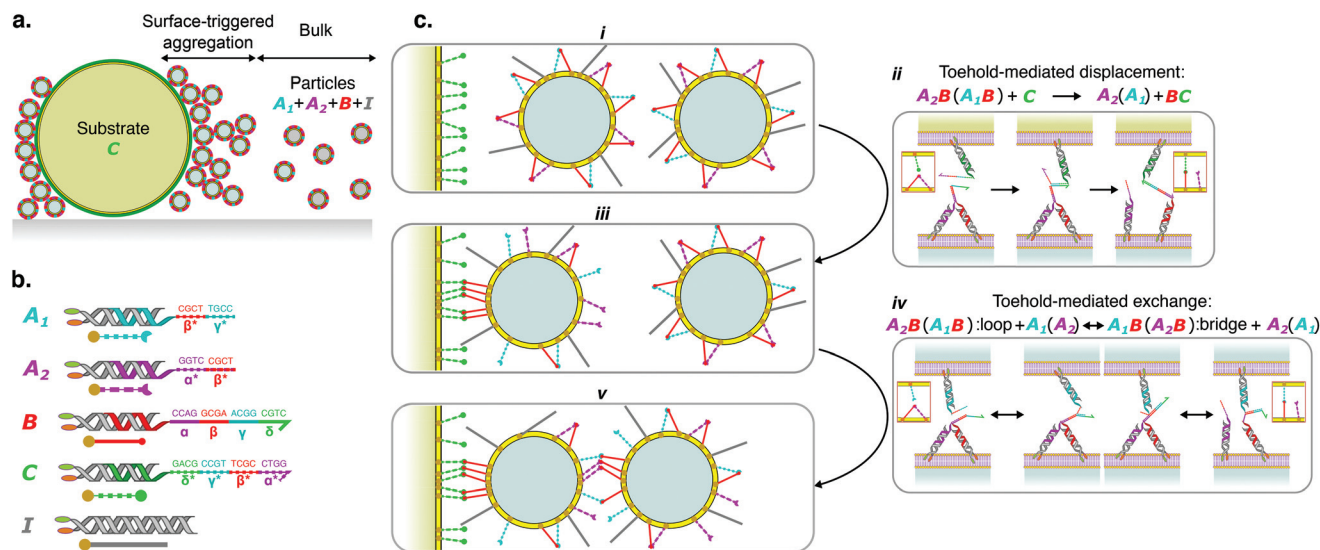 a.
Surface-triggered
aggregation
Bulk
Particles
A1+A2+B+I
Substrate
C
b.
A1
CGCT TGCC
β* γ*
A2
GGTC CGCT
α* β*
B
CCAG GCGA ACGG CGTC
α β γ δ
C
GACG CCGT TCGC CTGG
δ* γ* β* α*
I
c.
i
iii
v
ii
Toehold-mediated displacement:
A2B(A1B)+C → A2(A1)+BC
iv
Toehold-mediated exchange:
A2B(A1B):loop+A1(A2)↔A1B(A2B):bridge+A2(A1)